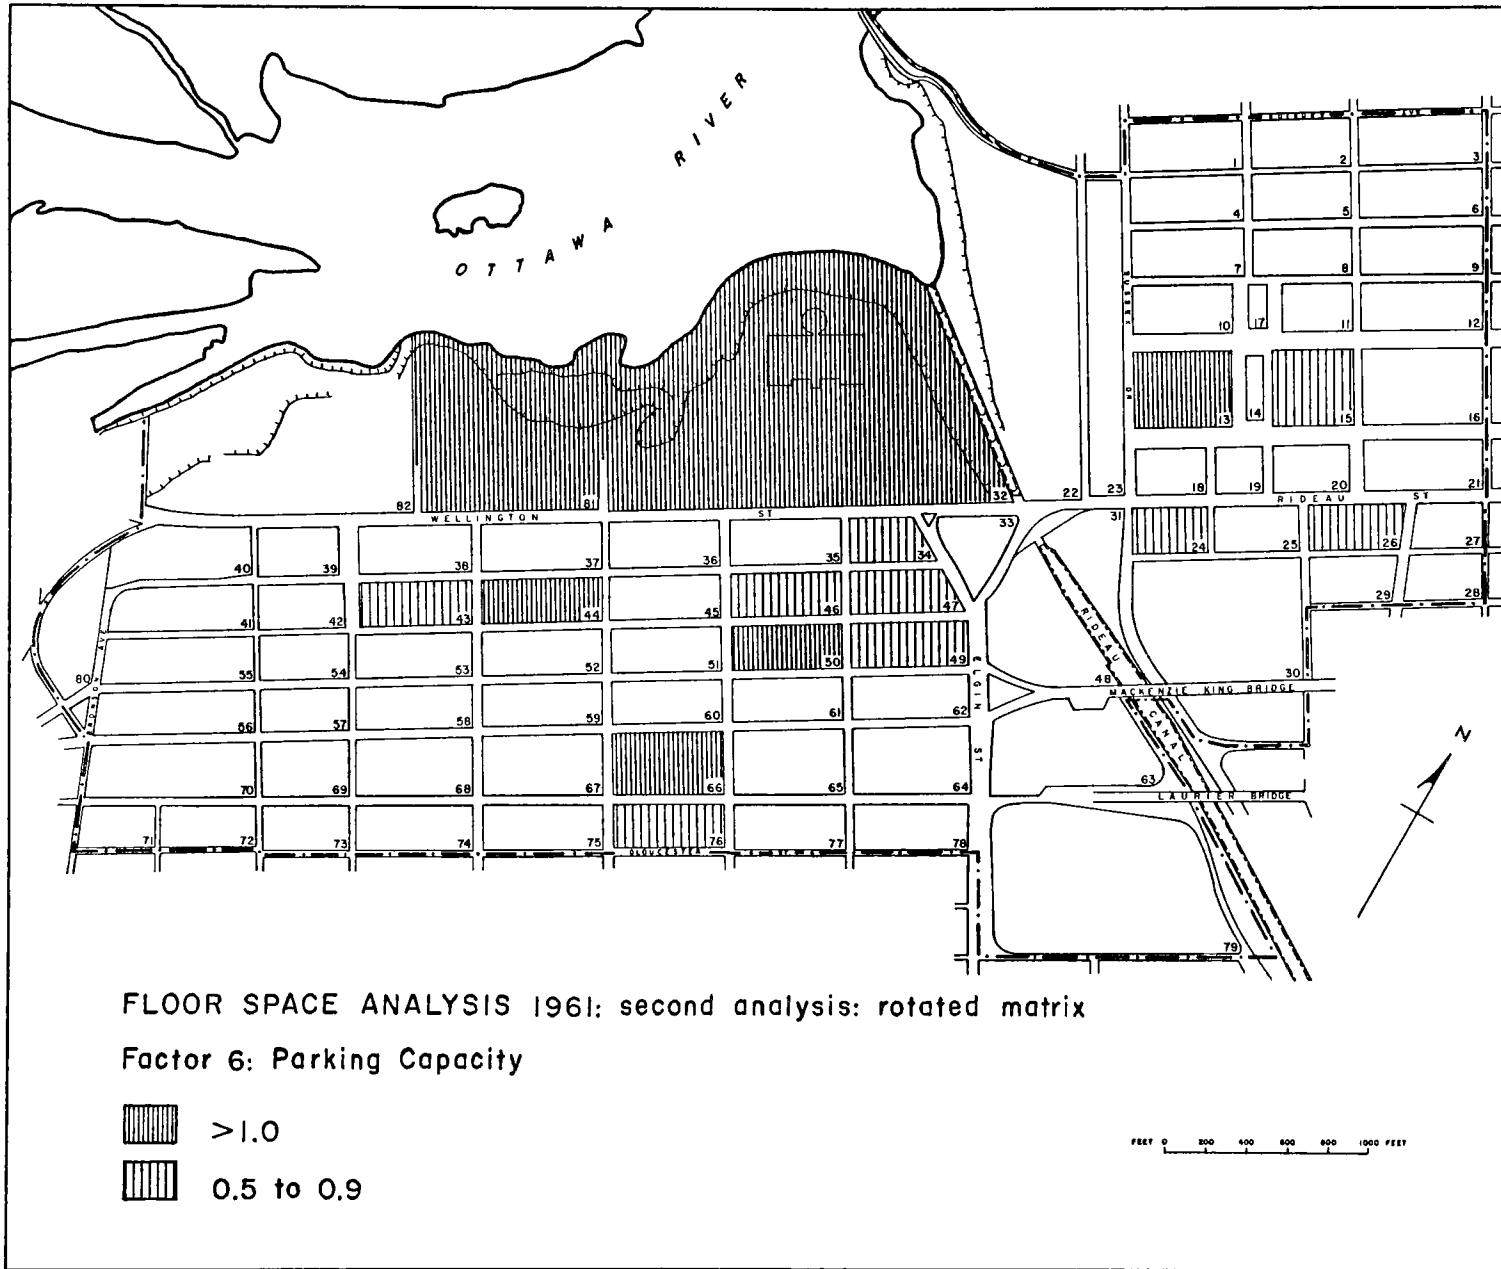 OTTAWA RIVER
SUSSEX DR
1 2 3
4 5 6
7 8 9
10 17 11 12
13 14 15 16
82 81 32 22 23 18 19 20 21
WELLINGTON ST
RIDEAU ST
40 39 38 37 36 35 34 33 31 24 25 26 27
41 42 43 44 45 46 47 29 28
55 54 53 52 51 50 49
RIDEAU CANAL
80
BRONSON AVE
ELGIN ST
48 30
MACKENZIE KING BRIDGE
56 57 58 59 60 61 62
70 69 68 67 66 65 64 63
LAURIER BRIDGE
71 72 73 74 75 76 77 78
GLOUCESTER ST
79
N
FLOOR SPACE ANALYSIS 1961: second analysis: rotated matrix
Factor 6: Parking Capacity
>1.0
0.5 to 0.9
FEET 0 200 400 600 800 1000 FEET